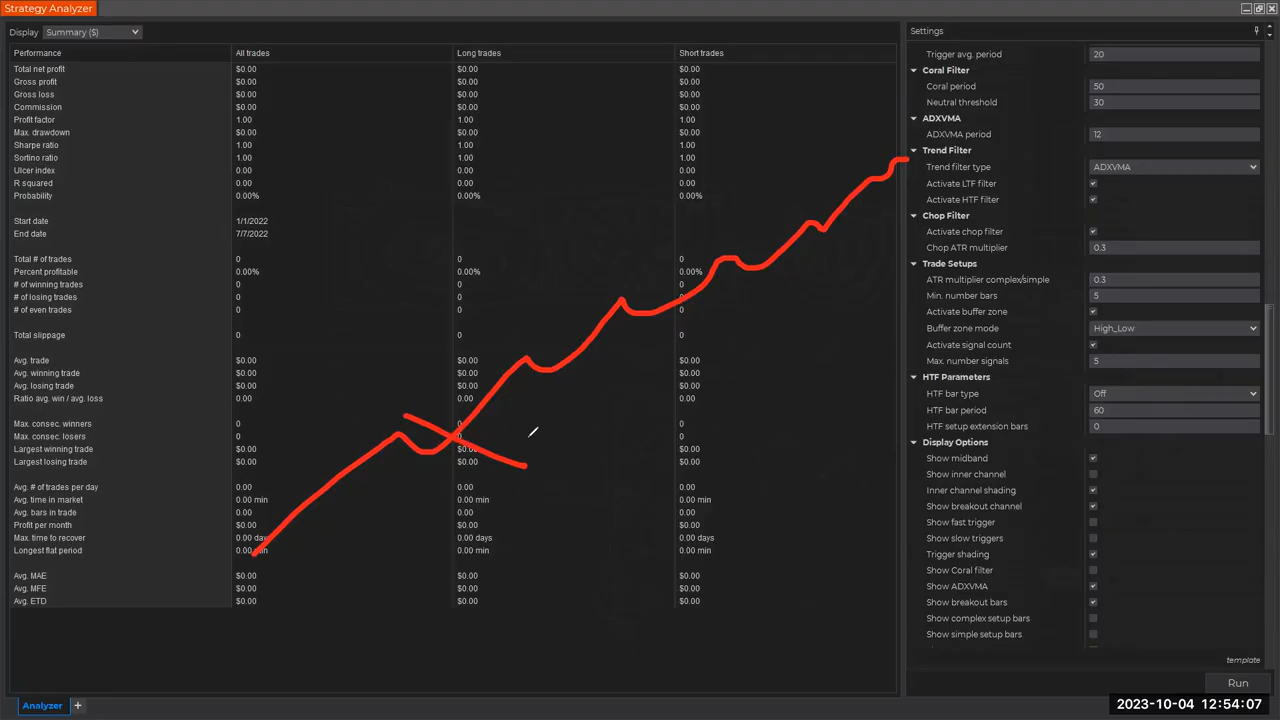 Strategy Analyzer
Display Summary ($)
Settings
Performance All trades Long trades Short trades
Total net profit $0.00 $0.00 $0.00
Gross profit $0.00 $0.00 $0.00
Gross loss $0.00 $0.00 $0.00
Commission $0.00 $0.00 $0.00
Profit factor 1.00 1.00 1.00
Max. drawdown $0.00 $0.00 $0.00
Sharpe ratio 1.00 1.00 1.00
Sortino ratio 1.00 1.00 1.00
Ulcer index 0.00 0.00 0.00
R squared 0.00 0.00 0.00
Probability 0.00% 0.00% 0.00%
Start date 1/1/2022
End date 7/7/2022
Total # of trades 0 0 0
Percent profitable 0.00% 0.00% 0.00%
# of winning trades 0 0 0
# of losing trades 0 0 0
# of even trades 0 0 0
Total slippage 0 0 0
Avg. trade $0.00 $0.00 $0.00
Avg. winning trade $0.00 $0.00 $0.00
Avg. losing trade $0.00 $0.00 $0.00
Ratio avg. win / avg. loss 0.00 0.00 0.00
Max. consec. winners 0 0 0
Max. consec. losers 0 0 0
Largest winning trade $0.00 $0.00 $0.00
Largest losing trade $0.00 $0.00 $0.00
Avg. # of trades per day 0.00 0.00 0.00
Avg. time in market 0.00 min 0.00 min 0.00 min
Avg. bars in trade 0.00 0.00 0.00
Profit per month $0.00 $0.00 $0.00
Max. time to recover 0.00 days 0.00 days 0.00 days
Longest flat period 0.00 min 0.00 min 0.00 min
Avg. MAE $0.00 $0.00 $0.00
Avg. MFE $0.00 $0.00 $0.00
Avg. ETD $0.00 $0.00 $0.00
Trigger avg. period 20
Coral Filter
Coral period 50
Neutral threshold 30
ADXVMA
ADXVMA period 12
Trend Filter
Trend filter type ADXVMA
Activate LTF filter
Activate HTF filter
Chop Filter
Activate chop filter
Chop ATR multiplier 0.3
Trade Setups
ATR multiplier complex/simple 0.3
Min. number bars 5
Activate buffer zone
Buffer zone mode High_Low
Activate signal count
Max. number signals 5
HTF Parameters
HTF bar type Off
HTF bar period 60
HTF setup extension bars 0
Display Options
Show midband
Show inner channel
Inner channel shading
Show breakout channel
Show fast trigger
Show slow triggers
Trigger shading
Show Coral filter
Show ADXVMA
Show breakout bars
Show complex setup bars
Show simple setup bars
template
Run
Analyzer +
2023-10-04 12:54:07